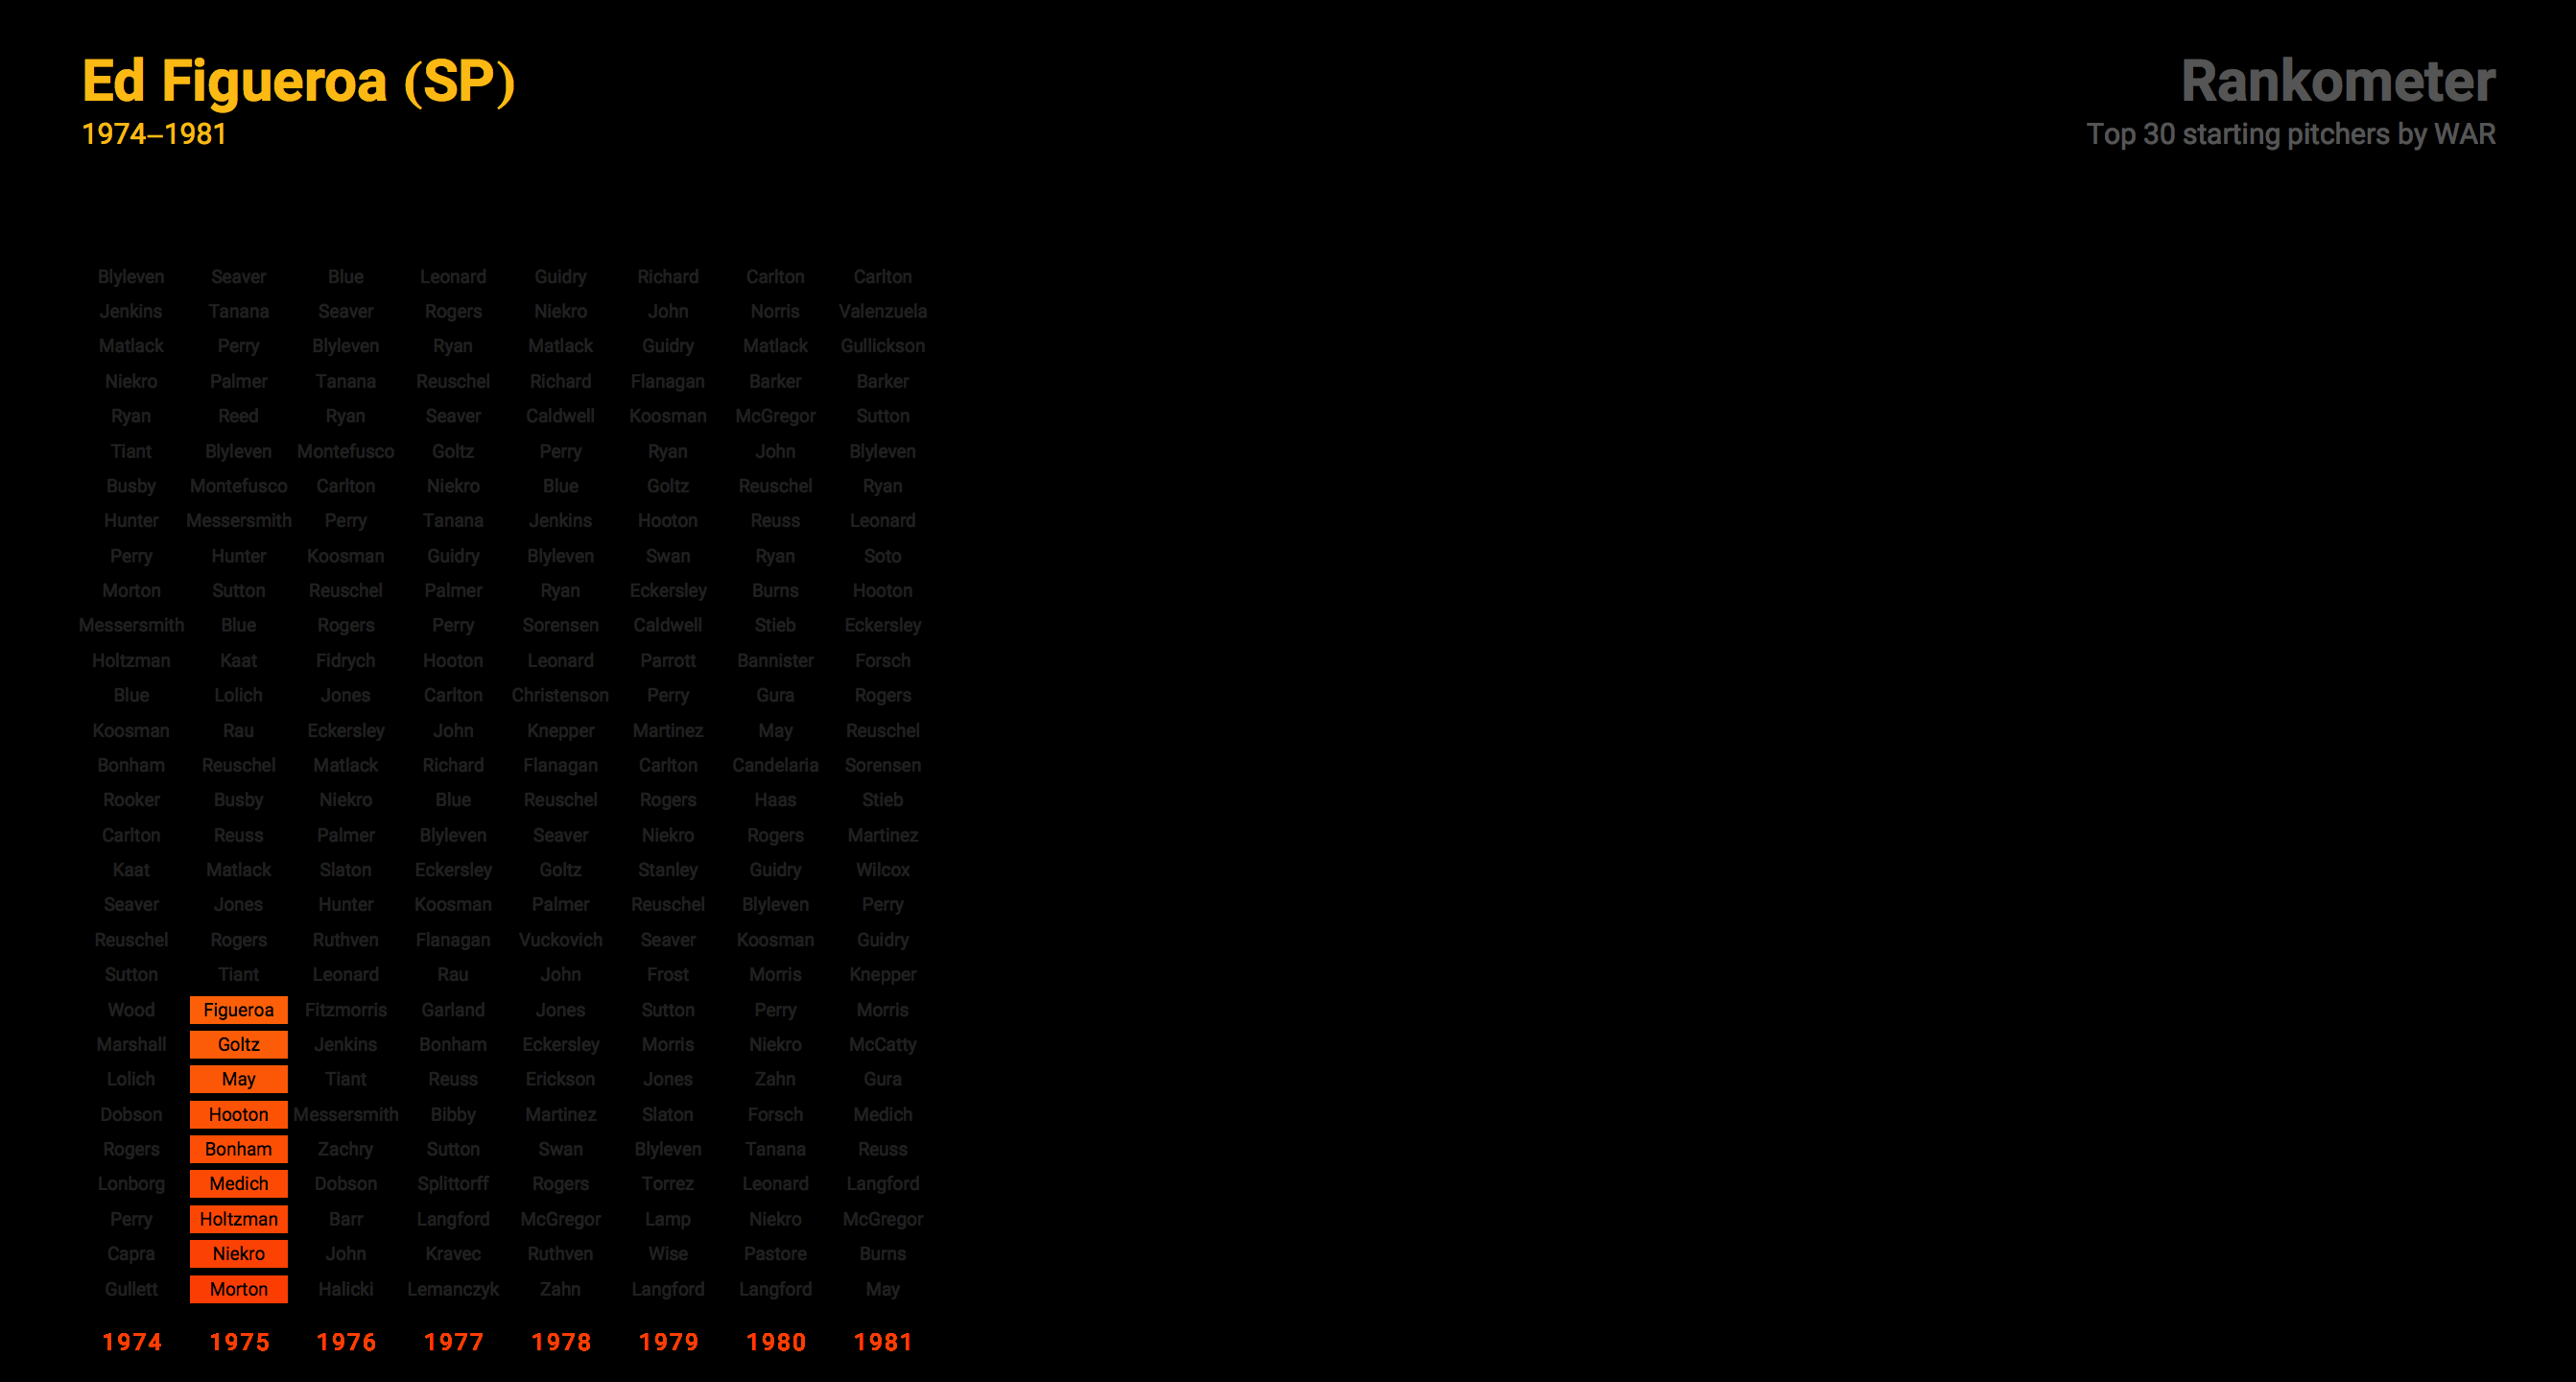 Ed Figueroa (SP)
1974–1981
Rankometer
Top 30 starting pitchers by WAR
Blyleven Seaver Blue Leonard Guidry Richard Carlton Carlton
Jenkins Tanana Seaver Rogers Niekro John Norris Valenzuela
Matlack Perry Blyleven Ryan Matlack Guidry Matlack Gullickson
Niekro Palmer Tanana Reuschel Richard Flanagan Barker Barker
Ryan Reed Ryan Seaver Caldwell Koosman McGregor Sutton
Tiant Blyleven Montefusco Goltz Perry Ryan John Blyleven
Busby Montefusco Carlton Niekro Blue Goltz Reuschel Ryan
Hunter Messersmith Perry Tanana Jenkins Hooton Reuss Leonard
Perry Hunter Koosman Guidry Blyleven Swan Ryan Soto
Morton Sutton Reuschel Palmer Ryan Eckersley Burns Hooton
Messersmith Blue Rogers Perry Sorensen Caldwell Stieb Eckersley
Holtzman Kaat Fidrych Hooton Leonard Parrott Bannister Forsch
Blue Lolich Jones Carlton Christenson Perry Gura Rogers
Koosman Rau Eckersley John Knepper Martinez May Reuschel
Bonham Reuschel Matlack Richard Flanagan Carlton Candelaria Sorensen
Rooker Busby Niekro Blue Reuschel Rogers Haas Stieb
Carlton Reuss Palmer Blyleven Seaver Niekro Rogers Martinez
Kaat Matlack Slaton Eckersley Goltz Stanley Guidry Wilcox
Seaver Jones Hunter Koosman Palmer Reuschel Blyleven Perry
Reuschel Rogers Ruthven Flanagan Vuckovich Seaver Koosman Guidry
Sutton Tiant Leonard Rau John Frost Morris Knepper
Wood Figueroa Fitzmorris Garland Jones Sutton Perry Morris
Marshall Goltz Jenkins Bonham Eckersley Morris Niekro McCatty
Lolich May Tiant Reuss Erickson Jones Zahn Gura
Dobson Hooton Messersmith Bibby Martinez Slaton Forsch Medich
Rogers Bonham Zachry Sutton Swan Blyleven Tanana Reuss
Lonborg Medich Dobson Splittorff Rogers Torrez Leonard Langford
Perry Holtzman Barr Langford McGregor Lamp Niekro McGregor
Capra Niekro John Kravec Ruthven Wise Pastore Burns
Gullett Morton Halicki Lemanczyk Zahn Langford Langford May
1974 1975 1976 1977 1978 1979 1980 1981